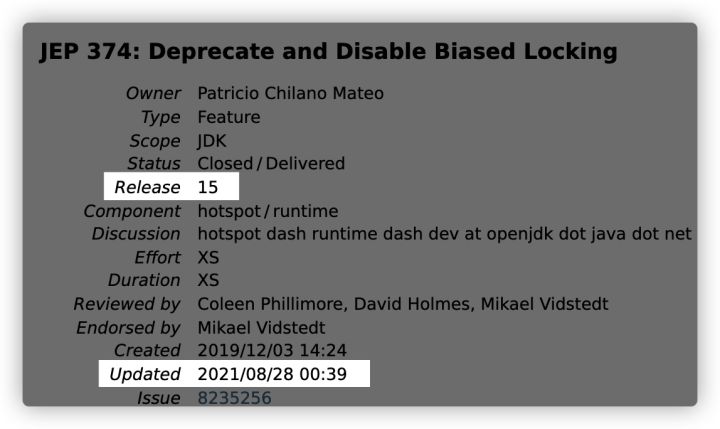 JEP 374: Deprecate and Disable Biased Locking
Owner Patricio Chilano Mateo
Type Feature
Scope JDK
Status Closed / Delivered
Release 15
Component hotspot / runtime
Discussion hotspot dash runtime dash dev at openjdk dot java dot net
Effort XS
Duration XS
Reviewed by Coleen Phillimore, David Holmes, Mikael Vidstedt
Endorsed by Mikael Vidstedt
Created 2019/12/03 14:24
Updated 2021/08/28 00:39
Issue 8235256